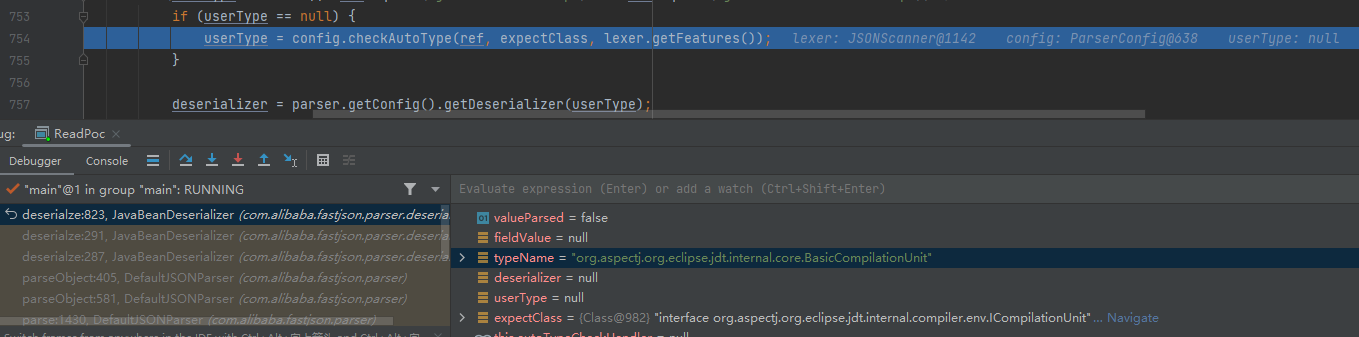 753 if (userType == null) {
754 userType = config.checkAutoType(ref, expectClass, lexer.getFeatures()); lexer: JSONScanner@1142 config: ParserConfig@638 userType: null
755 }
756
757 deserializer = parser.getConfig().getDeserializer(userType);
ug: ReadPoc ×
Debugger Console
"main"@1 in group "main": RUNNING
Evaluate expression (Enter) or add a watch (Ctrl+Shift+Enter)
deserialze:823, JavaBeanDeserializer (com.alibaba.fastjson.parser.deseria
deserialze:291, JavaBeanDeserializer (com.alibaba.fastjson.parser.deseria
deserialze:287, JavaBeanDeserializer (com.alibaba.fastjson.parser.deseria
parseObject:405, DefaultJSONParser (com.alibaba.fastjson.parser)
parseObject:581, DefaultJSONParser (com.alibaba.fastjson.parser)
parse:1430, DefaultJSONParser (com.alibaba.fastjson.parser)
01 valueParsed = false
fieldValue = null
typeName = "org.aspectj.org.eclipse.jdt.internal.core.BasicCompilationUnit"
deserializer = null
userType = null
expectClass = {Class@982} "interface org.aspectj.org.eclipse.jdt.internal.compiler.env.ICompilationUnit"... Navigate